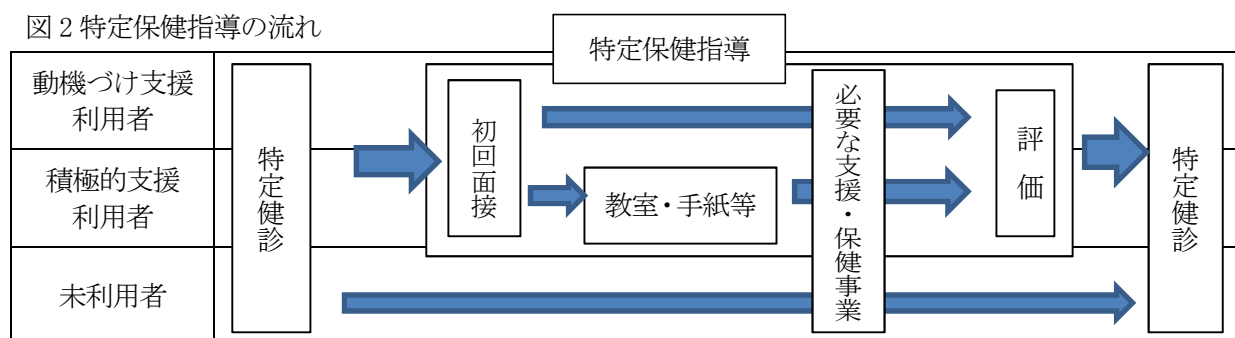 図2特定保健指導の流れ
特定保健指導
動機づけ支援
利用者
積極的支援
利用者
未利用者
特定健診
初回面接
教室・手紙等
必要な支援・保健事業
評価
特定健診